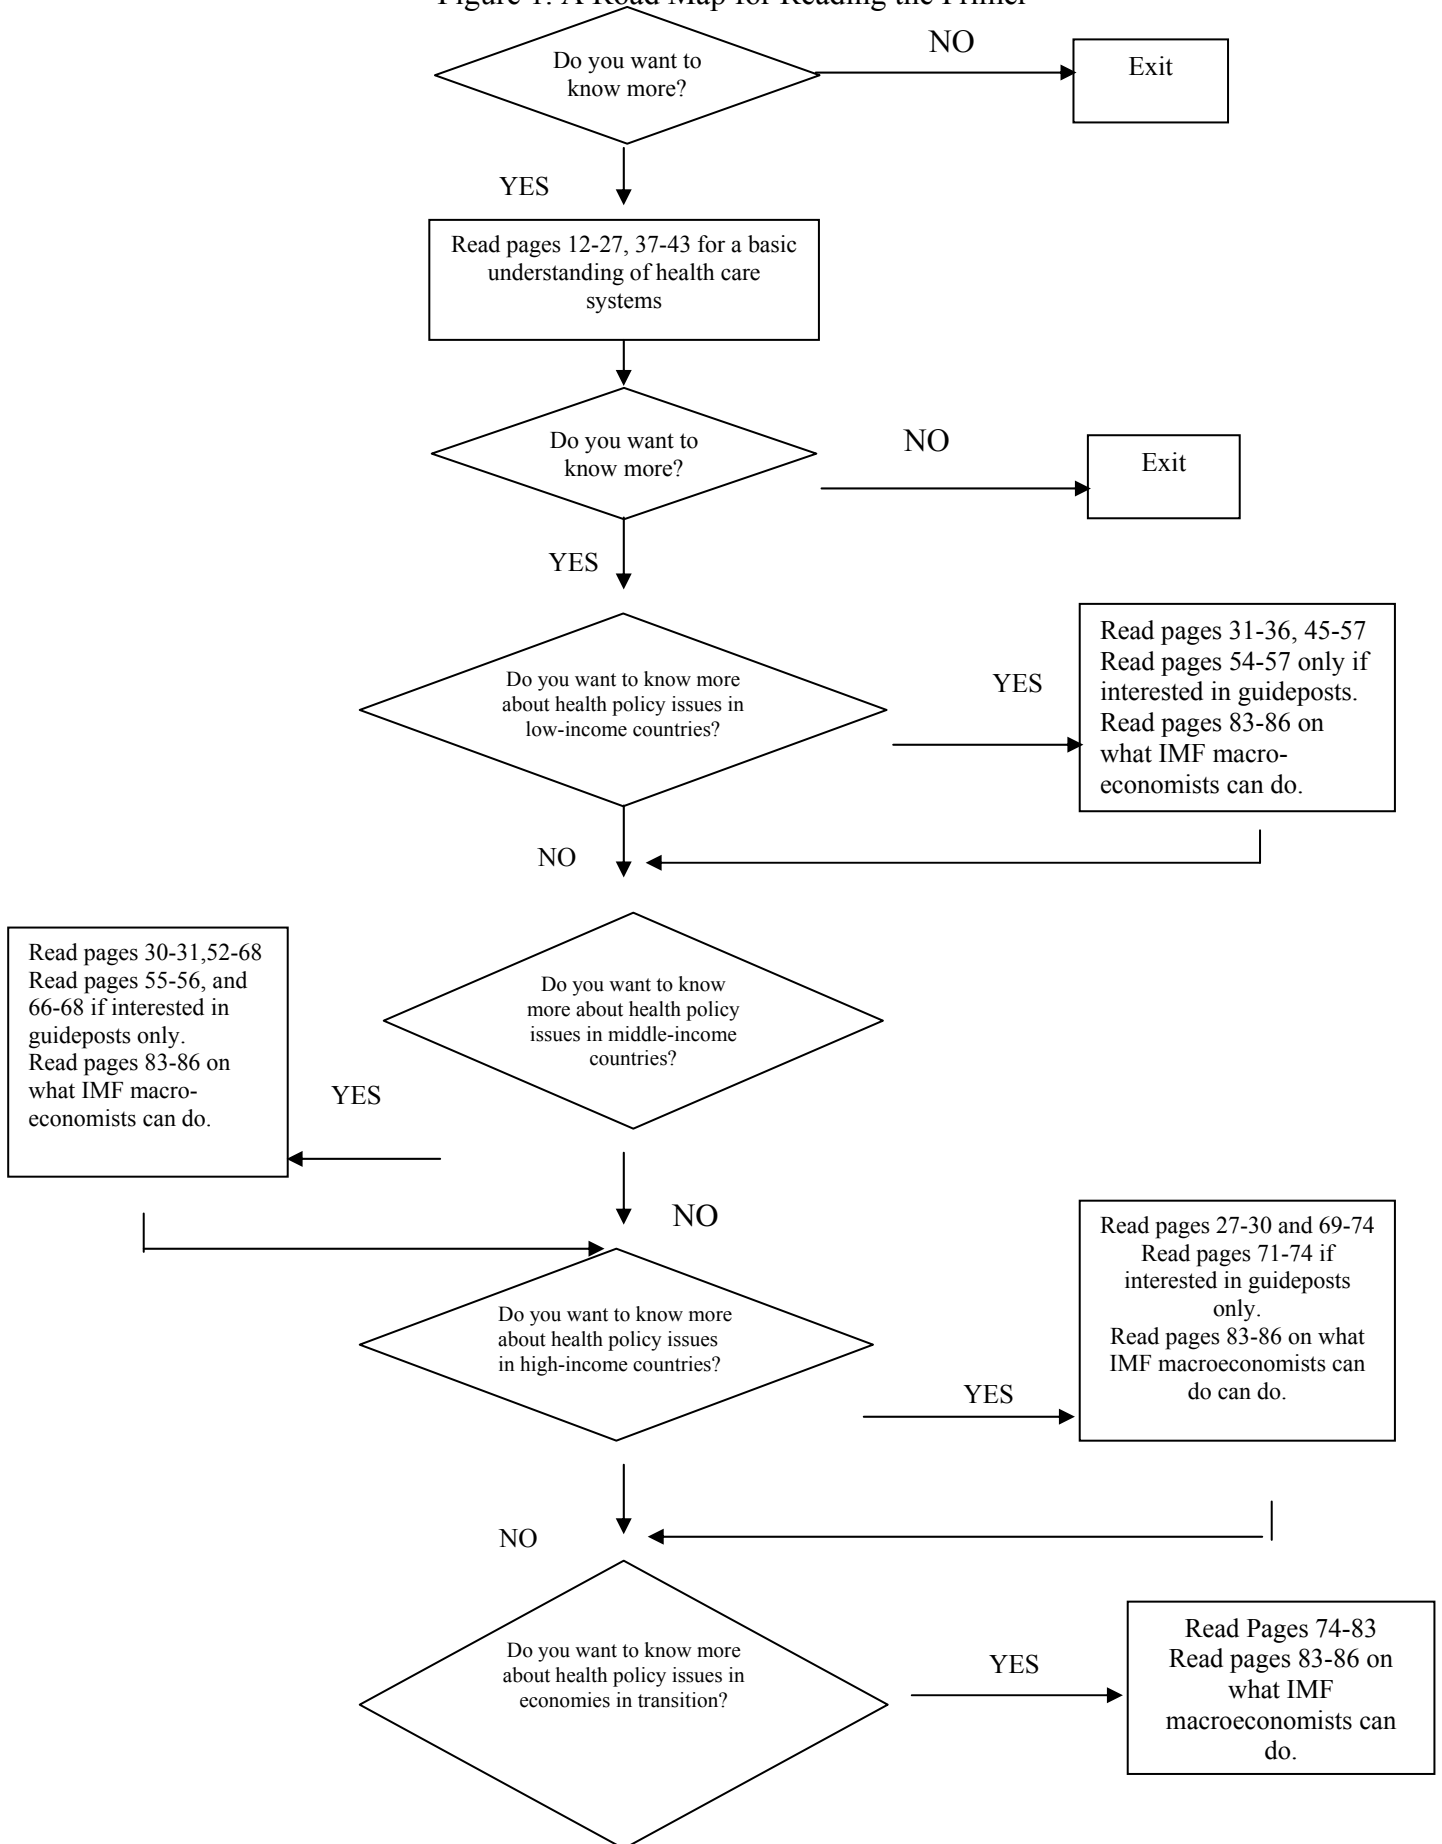 Figure 1. A Road Map for Reading the Primer
Do you want to
know more?
NO
Exit
YES
Read pages 12-27, 37-43 for a basic
understanding of health care
systems
Do you want to
know more?
NO
Exit
YES
Do you want to know more
about health policy issues in
low-income countries?
YES
Read pages 31-36, 45-57
Read pages 54-57 only if
interested in guideposts.
Read pages 83-86 on
what IMF macro-
economists can do.
NO
Read pages 30-31,52-68
Read pages 55-56, and
66-68 if interested in
guideposts only.
Read pages 83-86 on
what IMF macro-
economists can do.
YES
Do you want to know
more about health policy
issues in middle-income
countries?
NO
Do you want to know more
about health policy issues
in high-income countries?
YES
Read pages 27-30 and 69-74
Read pages 71-74 if
interested in guideposts
only.
Read pages 83-86 on what
IMF macroeconomists can
do can do.
NO
Do you want to know more
about health policy issues in
economies in transition?
YES
Read Pages 74-83
Read pages 83-86 on
what IMF
macroeconomists can
do.